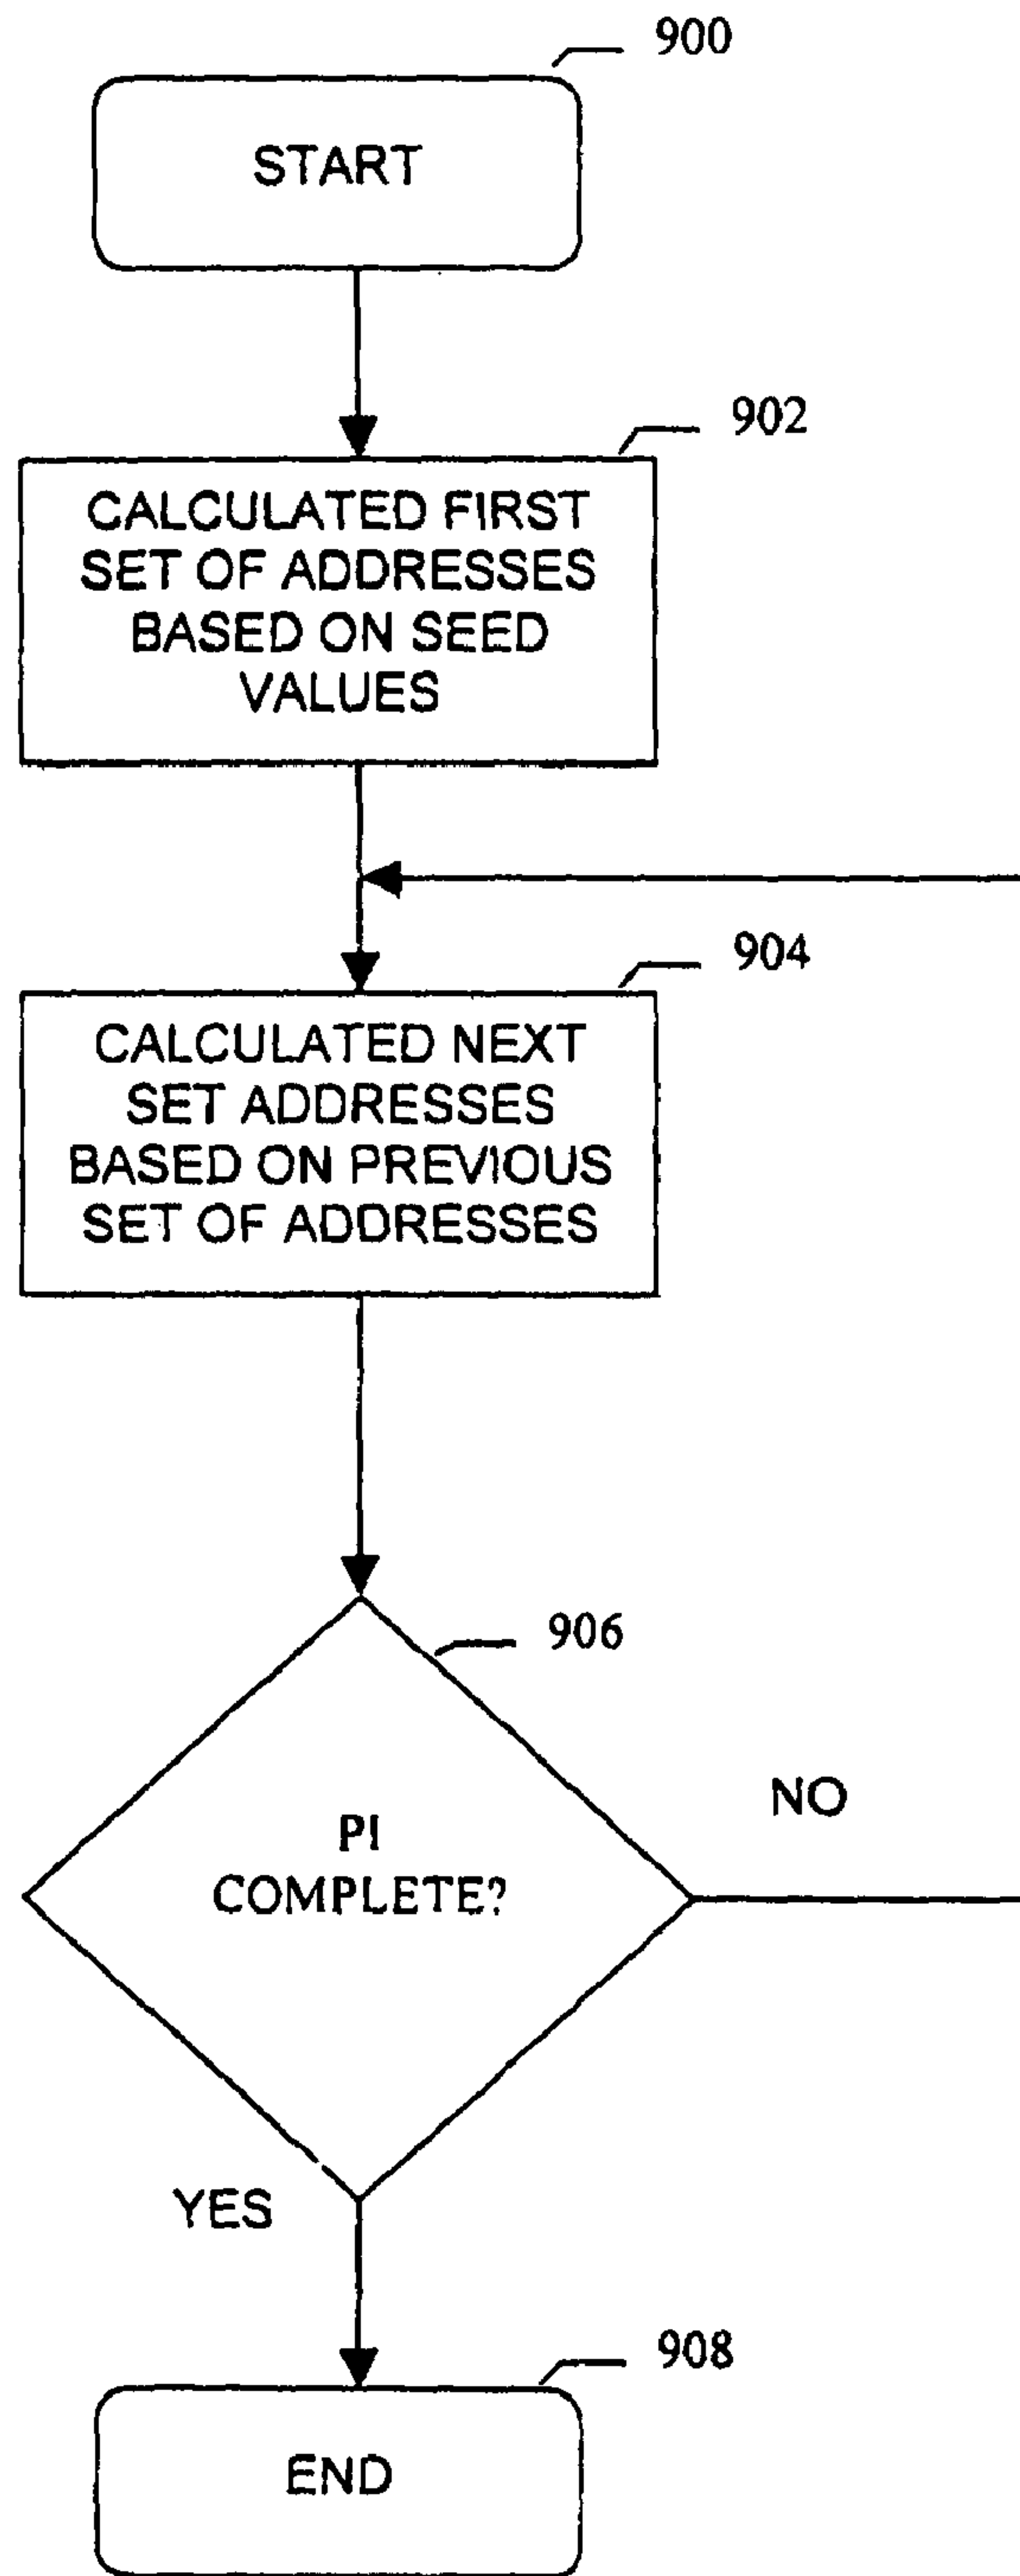 900
START
902
CALCULATED FIRST
SET OF ADDRESSES
BASED ON SEED
VALUES
904
CALCULATED NEXT
SET ADDRESSES
BASED ON PREVIOUS
SET OF ADDRESSES
906
PI
COMPLETE?
NO
YES
908
END